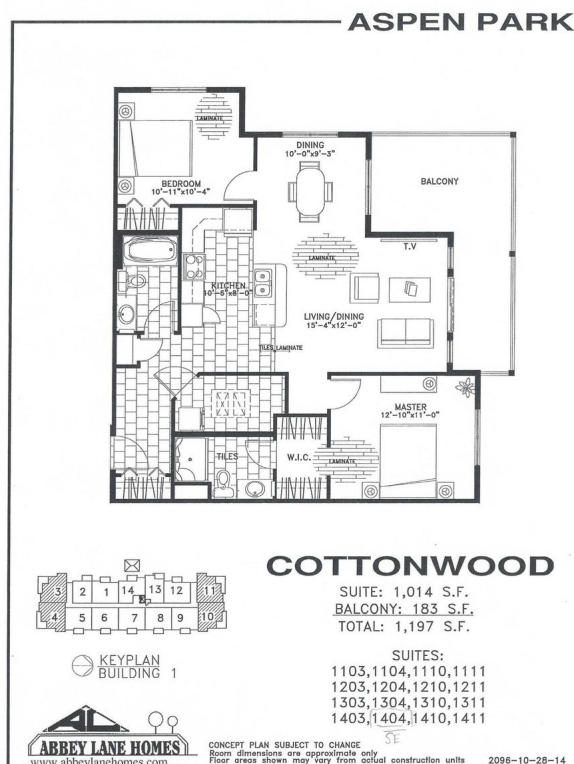 ASPEN PARK
LAMINATE
DINING
10'-0"x9'-3"
BALCONY
BEDROOM
10'-11"x10'-4"
T.V
LAMINATE
KITCHEN
10'-6"x8'-0"
LIVING/DINING
15'-4"x12'-0"
TILES LAMINATE
MASTER
12'-10"x11'-0"
TILES
W.I.C.
LAMINATE
COTTONWOOD
SUITE: 1,014 S.F.
BALCONY: 183 S.F.
TOTAL: 1,197 S.F.
3 2 1 14 13 12 11
4 5 6 7 8 9 10
KEYPLAN
BUILDING 1
SUITES:
1103,1104,1110,1111
1203,1204,1210,1211
1303,1304,1310,1311
1403,1404,1410,1411
SE
AL
ABBEY LANE HOMES
www.abbeylanehomes.com
CONCEPT PLAN SUBJECT TO CHANGE
Room dimensions are approximate only
Floor areas shown may vary from actual construction units
2096-10-28-14